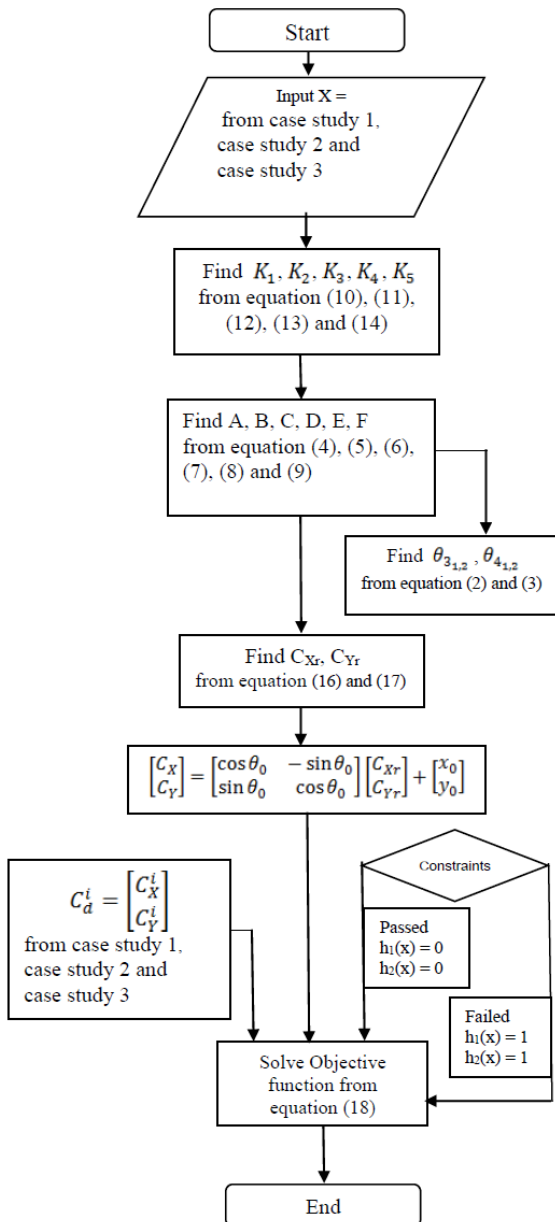 Start
Input X =
from case study 1,
case study 2 and
case study 3
Find K₁, K₂, K₃, K₄, K₅
from equation (10), (11),
(12), (13) and (14)
Find A, B, C, D, E, F
from equation (4), (5), (6),
(7), (8) and (9)
Find θ₃₁,₂ , θ₄₁,₂
from equation (2) and (3)
Find C_Xr, C_Yr
from equation (16) and (17)
[C_X C_Y] = [cos θ₀ − sin θ₀ sin θ₀ cos θ₀] [C_Xr C_Yr] + [x₀ y₀]
Constraints
C_d^i = [C_X^i C_Y^i]
from case study 1,
case study 2 and
case study 3
Passed
h₁(x) = 0
h₂(x) = 0
Failed
h₁(x) = 1
h₂(x) = 1
Solve Objective
function from
equation (18)
End